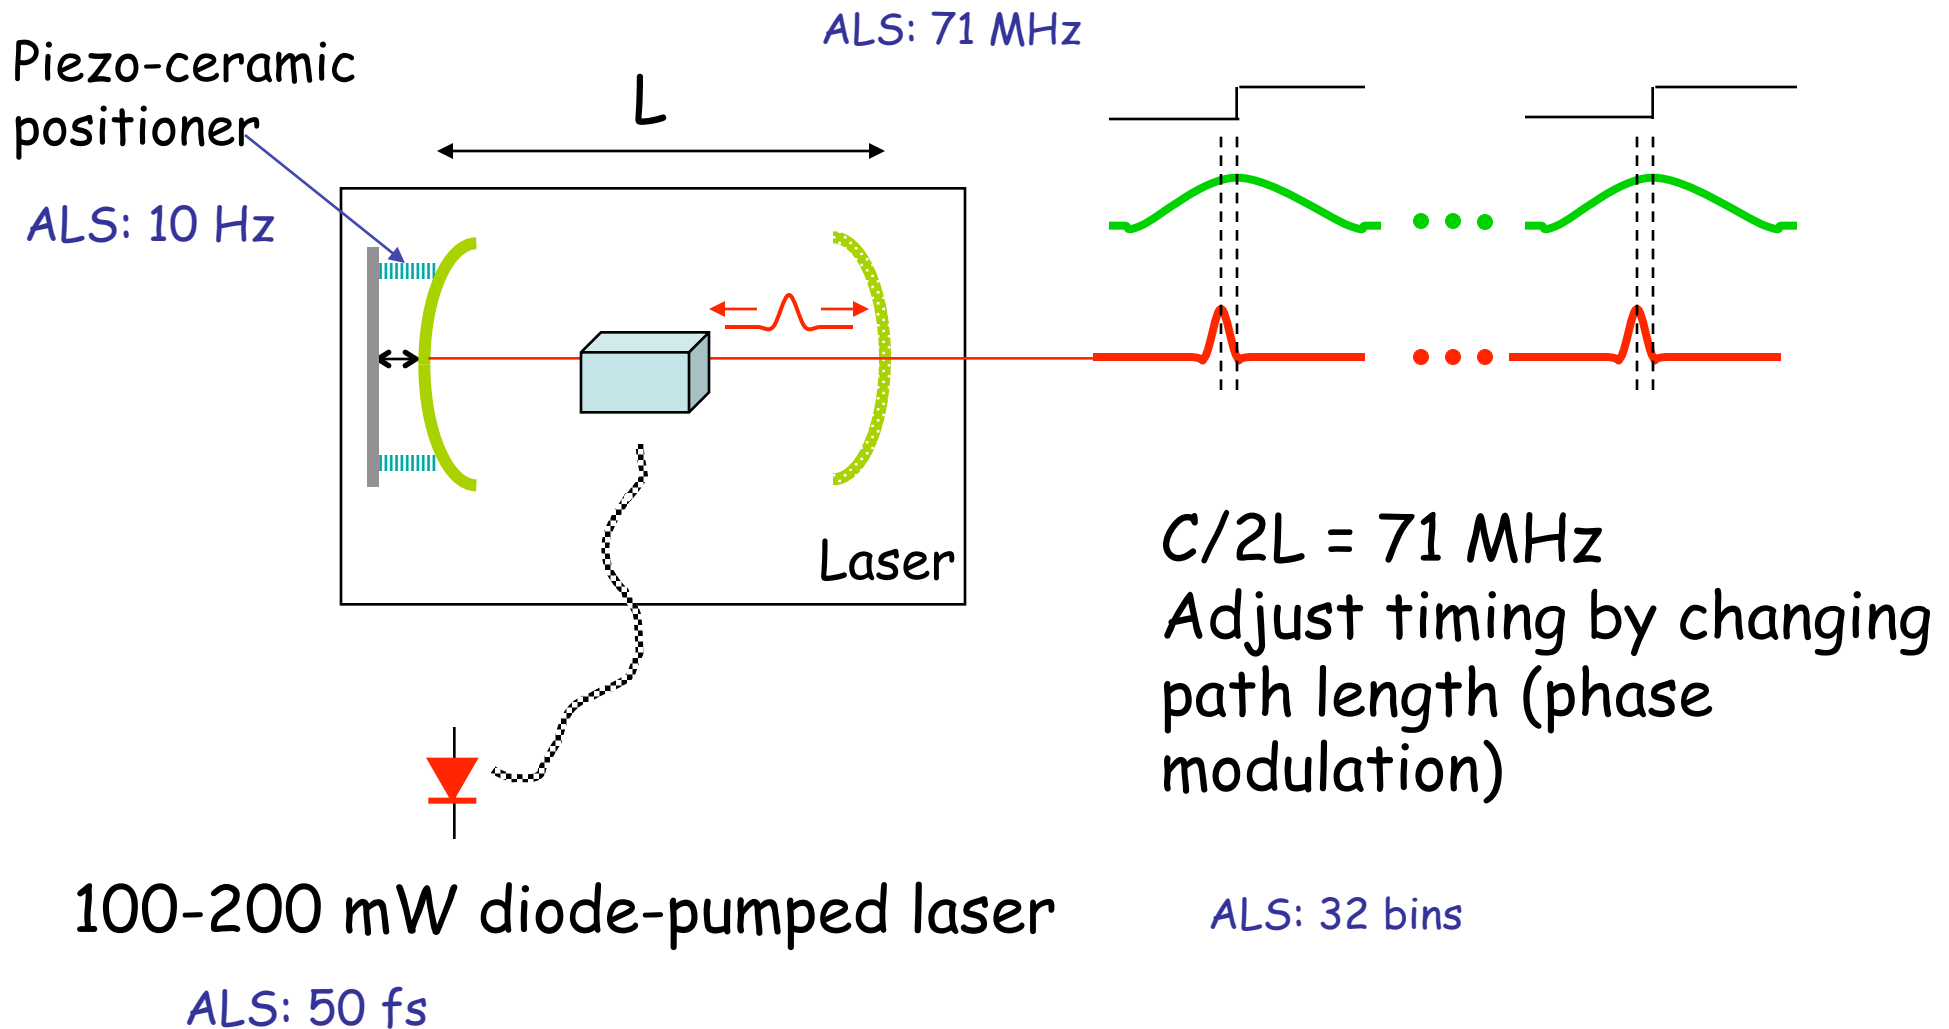 ALS: 71 MHz
Piezo-ceramic
positioner
L
ALS: 10 Hz
Laser
C/2L = 71 MHz
Adjust timing by changing
path length (phase
modulation)
100-200 mW diode-pumped laser
ALS: 32 bins
ALS: 50 fs